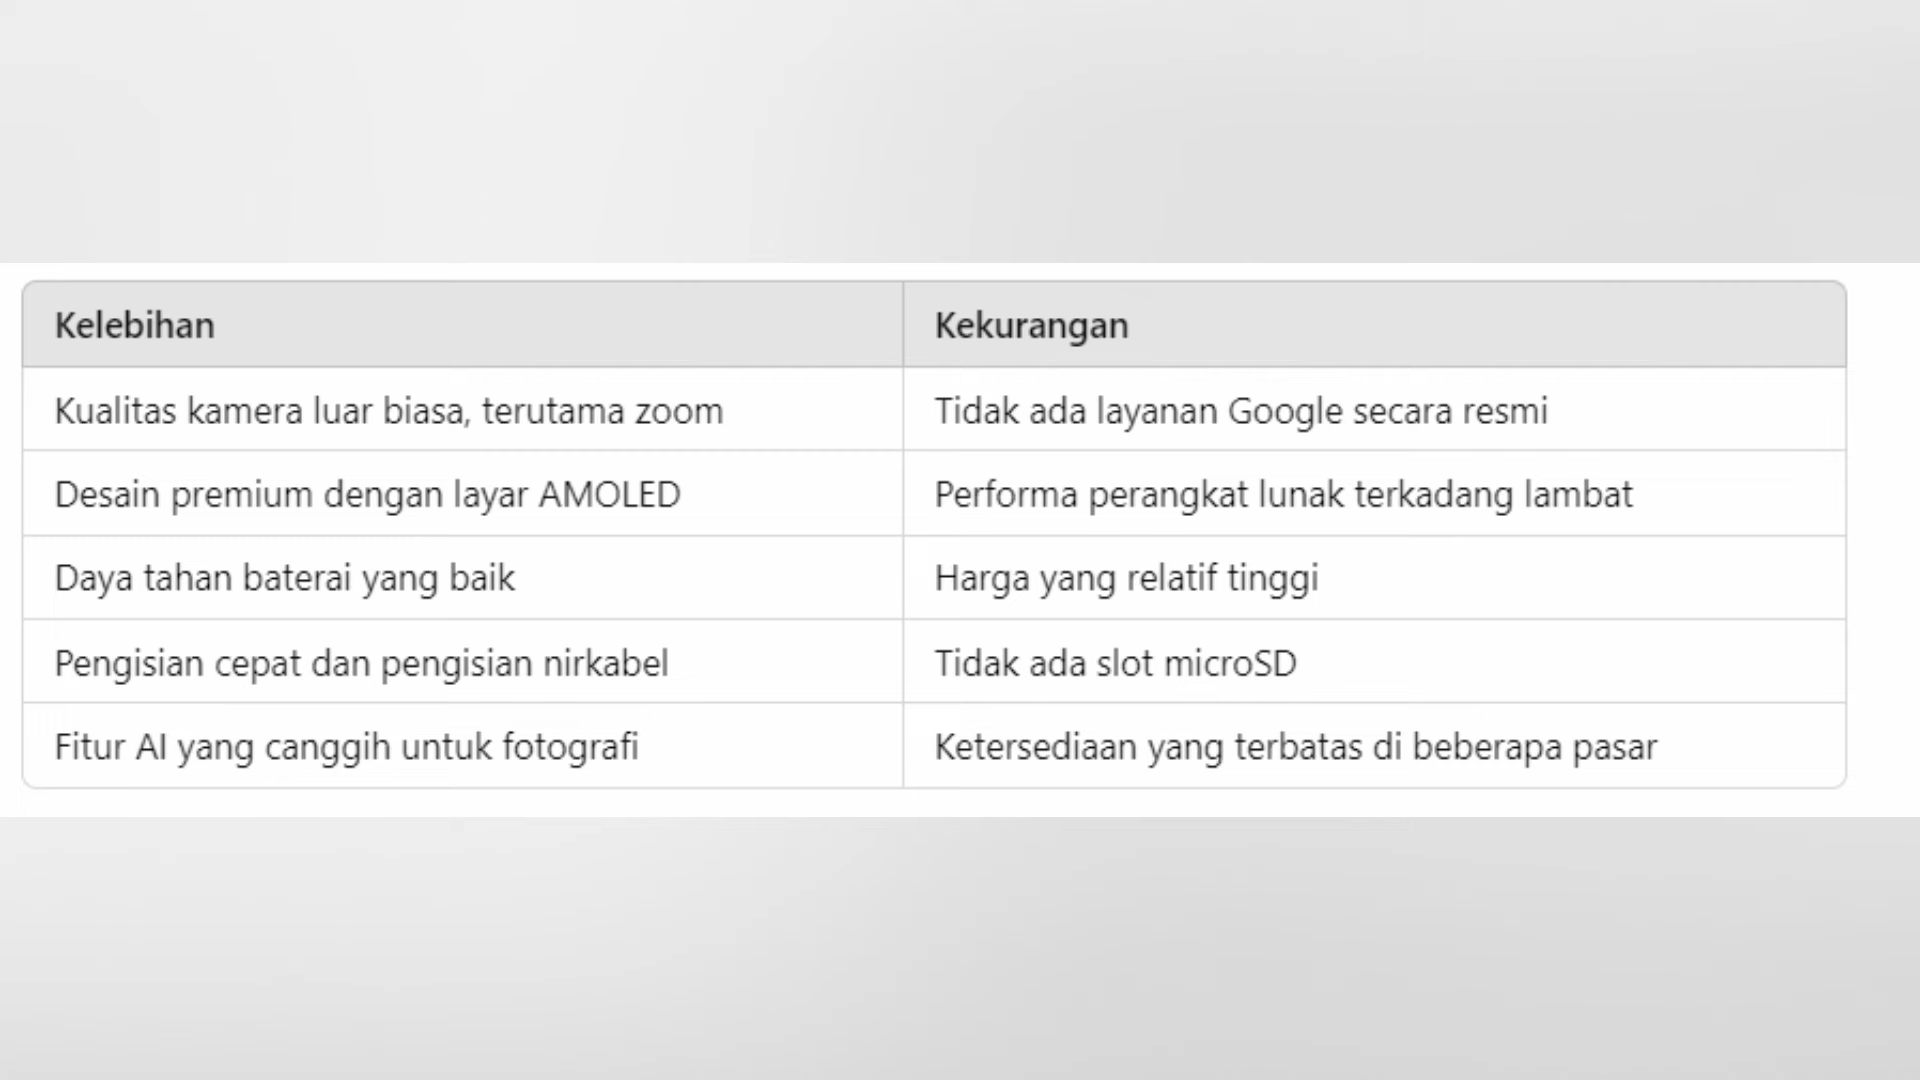 Kelebihan
Kekurangan
Kualitas kamera luar biasa, terutama zoom
Tidak ada layanan Google secara resmi
Desain premium dengan layar AMOLED
Performa perangkat lunak terkadang lambat
Daya tahan baterai yang baik
Harga yang relatif tinggi
Pengisian cepat dan pengisian nirkabel
Tidak ada slot microSD
Fitur AI yang canggih untuk fotografi
Ketersediaan yang terbatas di beberapa pasar